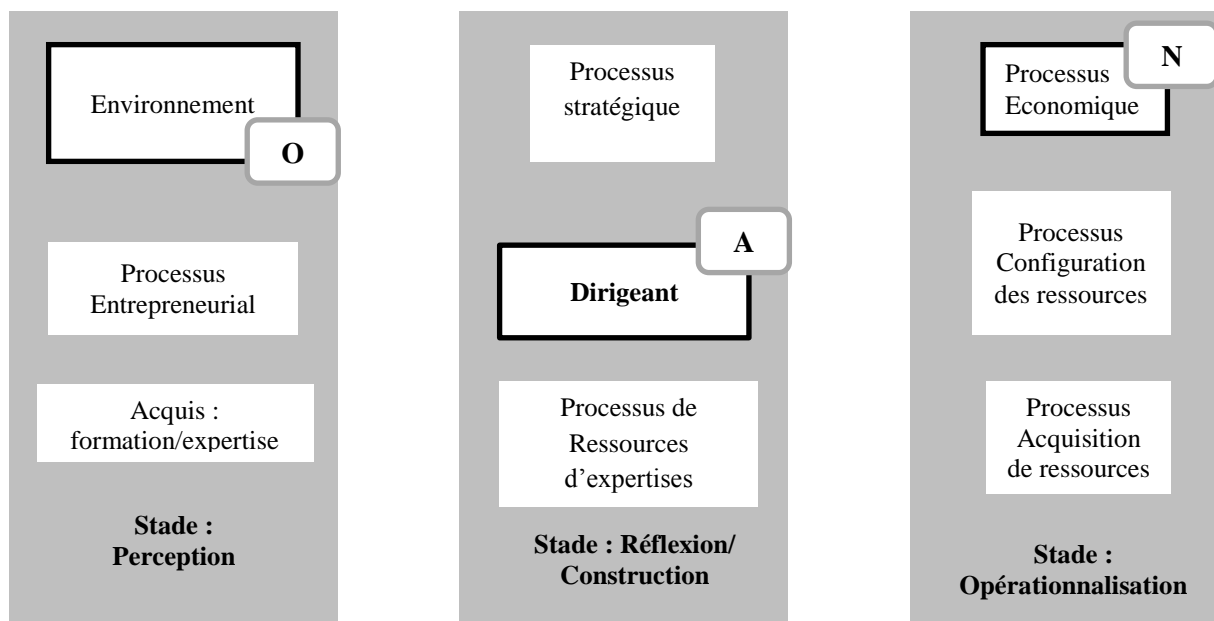 Environnement
O
Processus
Entrepreneurial
Acquis :
formation/expertise
Stade :
Perception
Processus
stratégique
A
Dirigeant
Processus de
Ressources
d’expertises
Stade : Réflexion/
Construction
N
Processus
Economique
Processus
Configuration
des ressources
Processus
Acquisition
de ressources
Stade :
Opérationnalisation